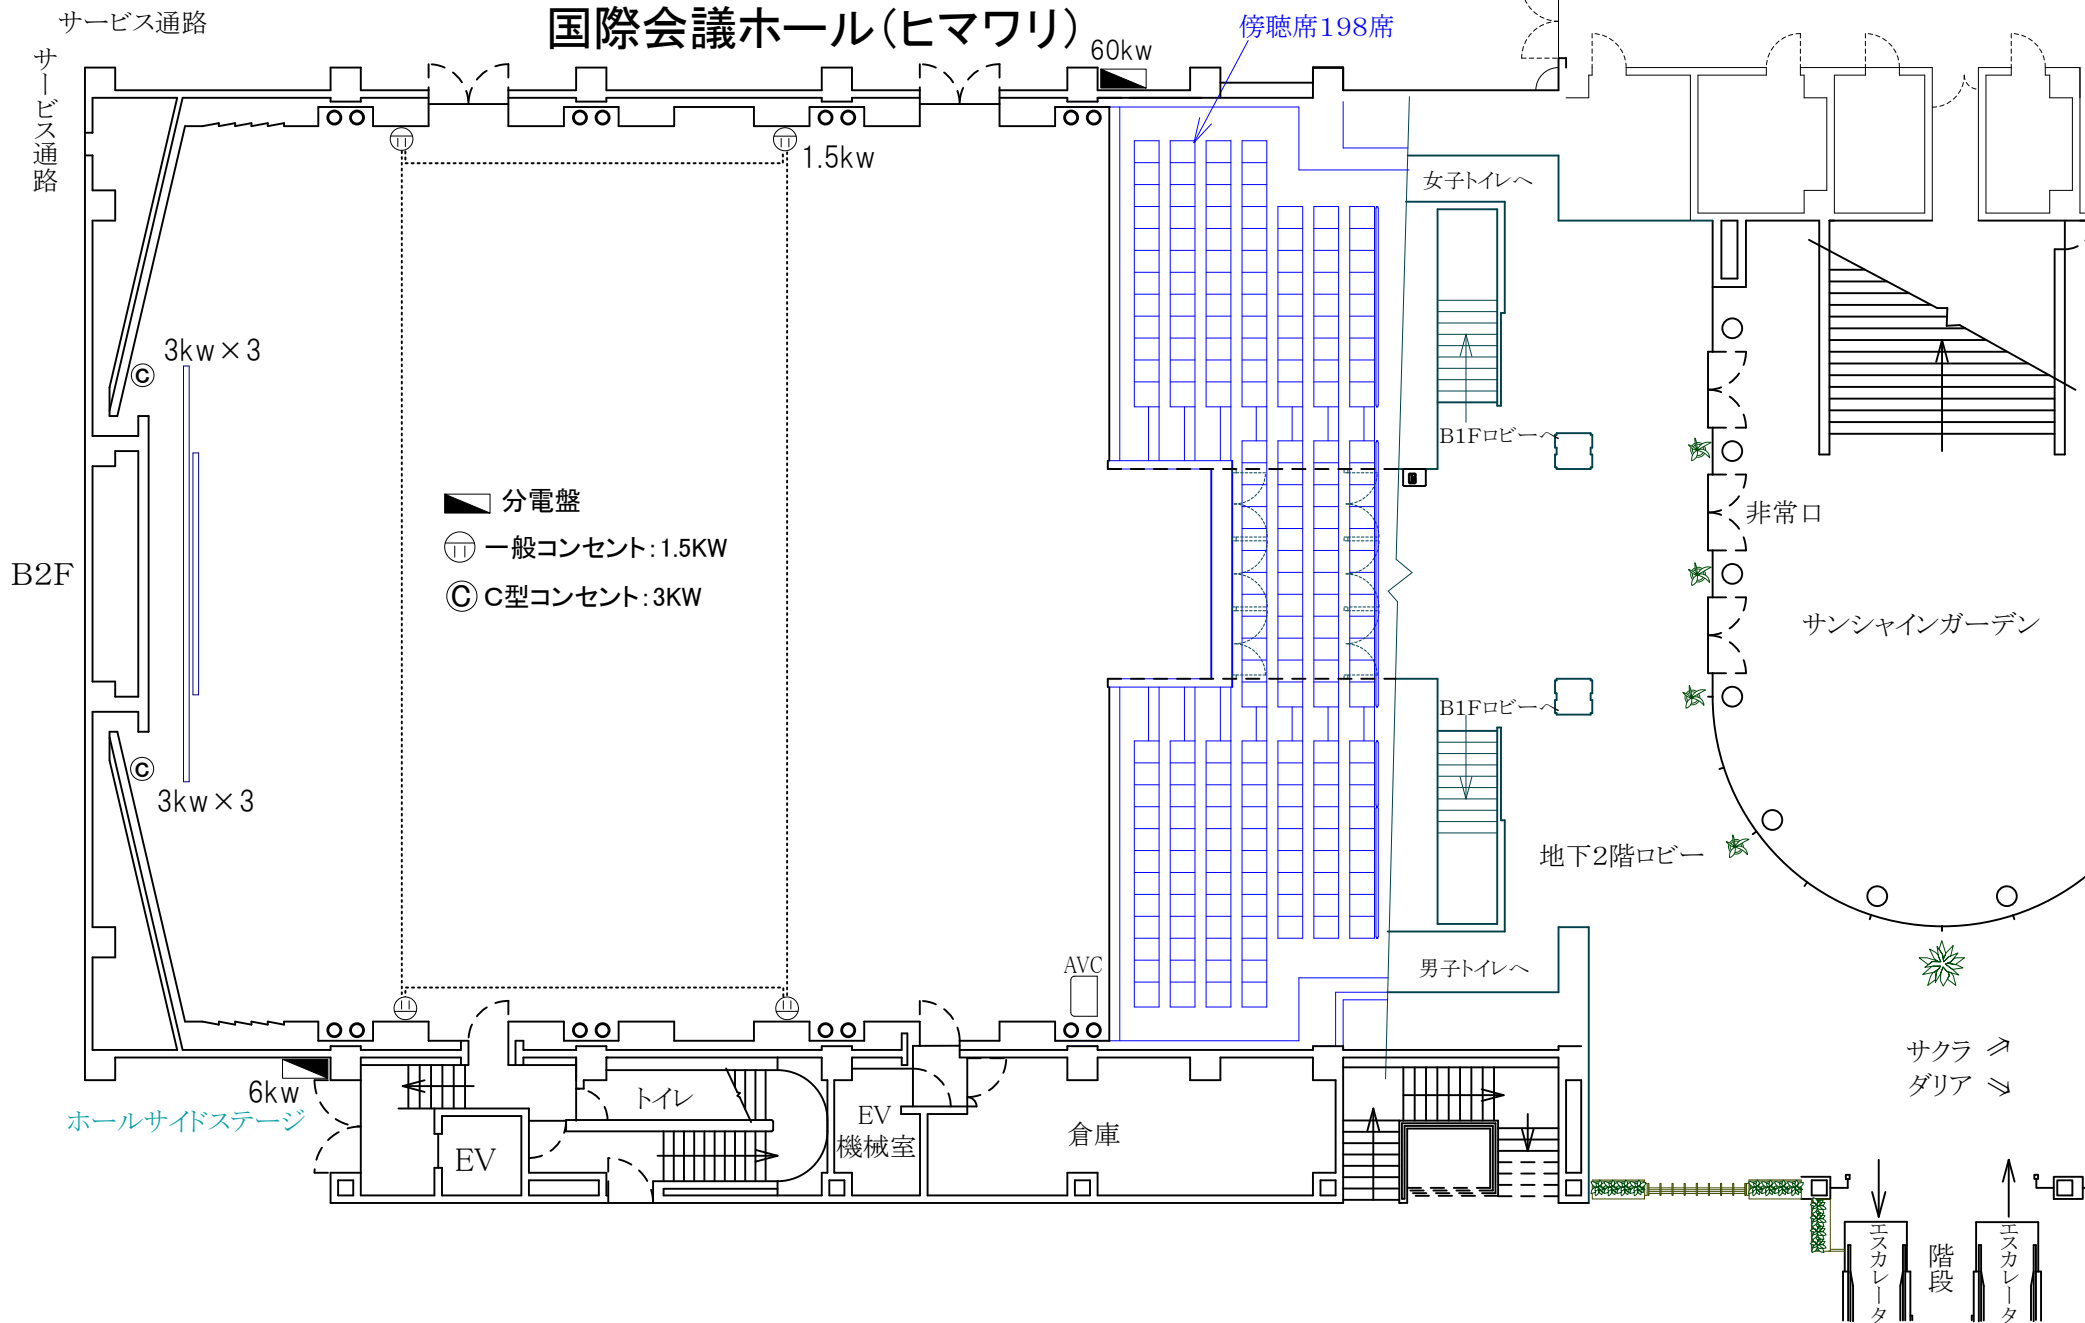 サービス通路
国際会議ホール(ヒマワリ)
傍聴席198席
60kw
サービス通路
1.5kw
女子トイレへ
3kw×3
C
B1Fロビーへ
分電盤
一般コンセント:1.5KW
C C型コンセント:3KW
非常口
B2F
サンシャインガーデン
B1Fロビーへ
C
3kw×3
地下2階ロビー
AVC
男子トイレへ
サクラ
ダリア
6kw
ホールサイドステージ
トイレ
EV
機械室
倉庫
EV
エスカレータ
階段
エスカレータ